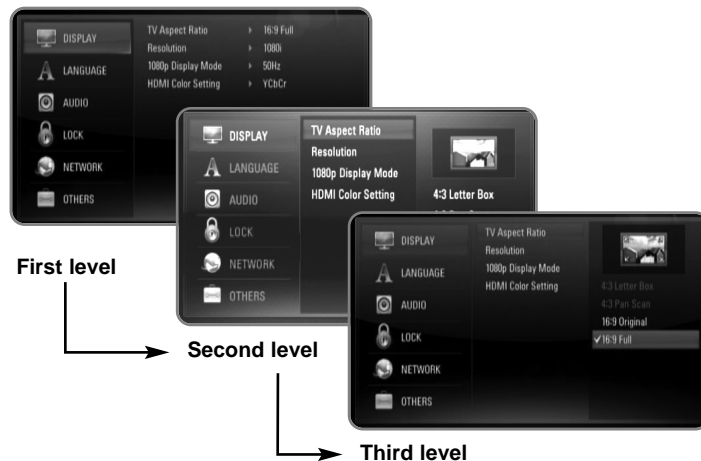 DISPLAY
LANGUAGE
AUDIO
LOCK
NETWORK
OTHERS
TV Aspect Ratio 16:9 Full
Resolution 1080i
1080p Display Mode 50Hz
HDMI Color Setting YCbCr
First level
DISPLAY
LANGUAGE
AUDIO
LOCK
NETWORK
OTHERS
TV Aspect Ratio
Resolution
1080p Display Mode
HDMI Color Setting
4:3 Letter Box
Second level
DISPLAY
LANGUAGE
AUDIO
LOCK
NETWORK
OTHERS
TV Aspect Ratio
Resolution
1080p Display Mode
HDMI Color Setting
4:3 Letter Box
4:3 Pan Scan
16:9 Original
✓16:9 Full
Third level